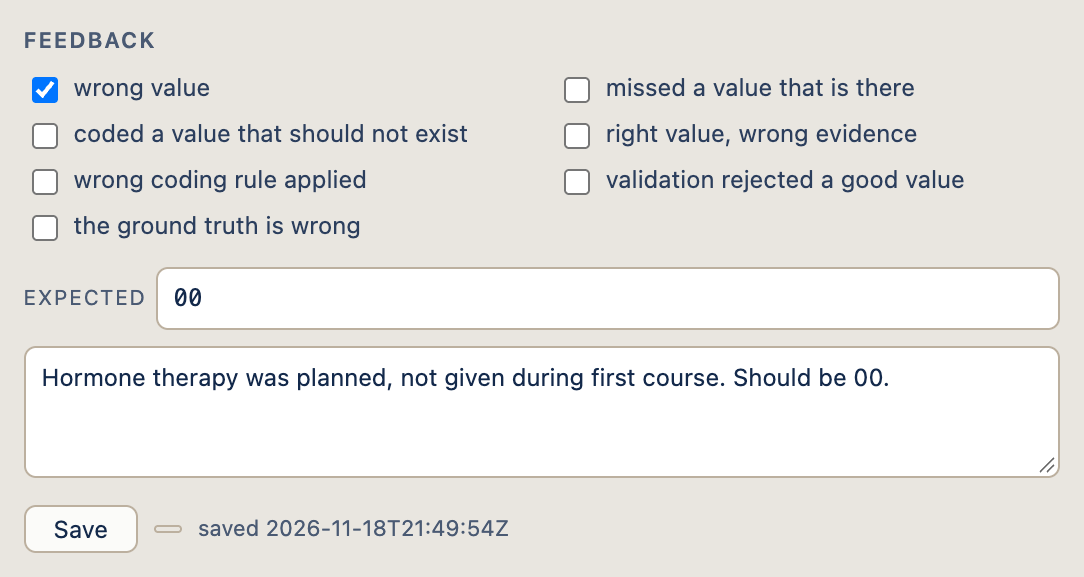 FEEDBACK
wrong value
missed a value that is there
coded a value that should not exist
right value, wrong evidence
wrong coding rule applied
validation rejected a good value
the ground truth is wrong
EXPECTED 00
Hormone therapy was planned, not given during first course. Should be 00.
Save saved 2026-11-18T21:49:54Z